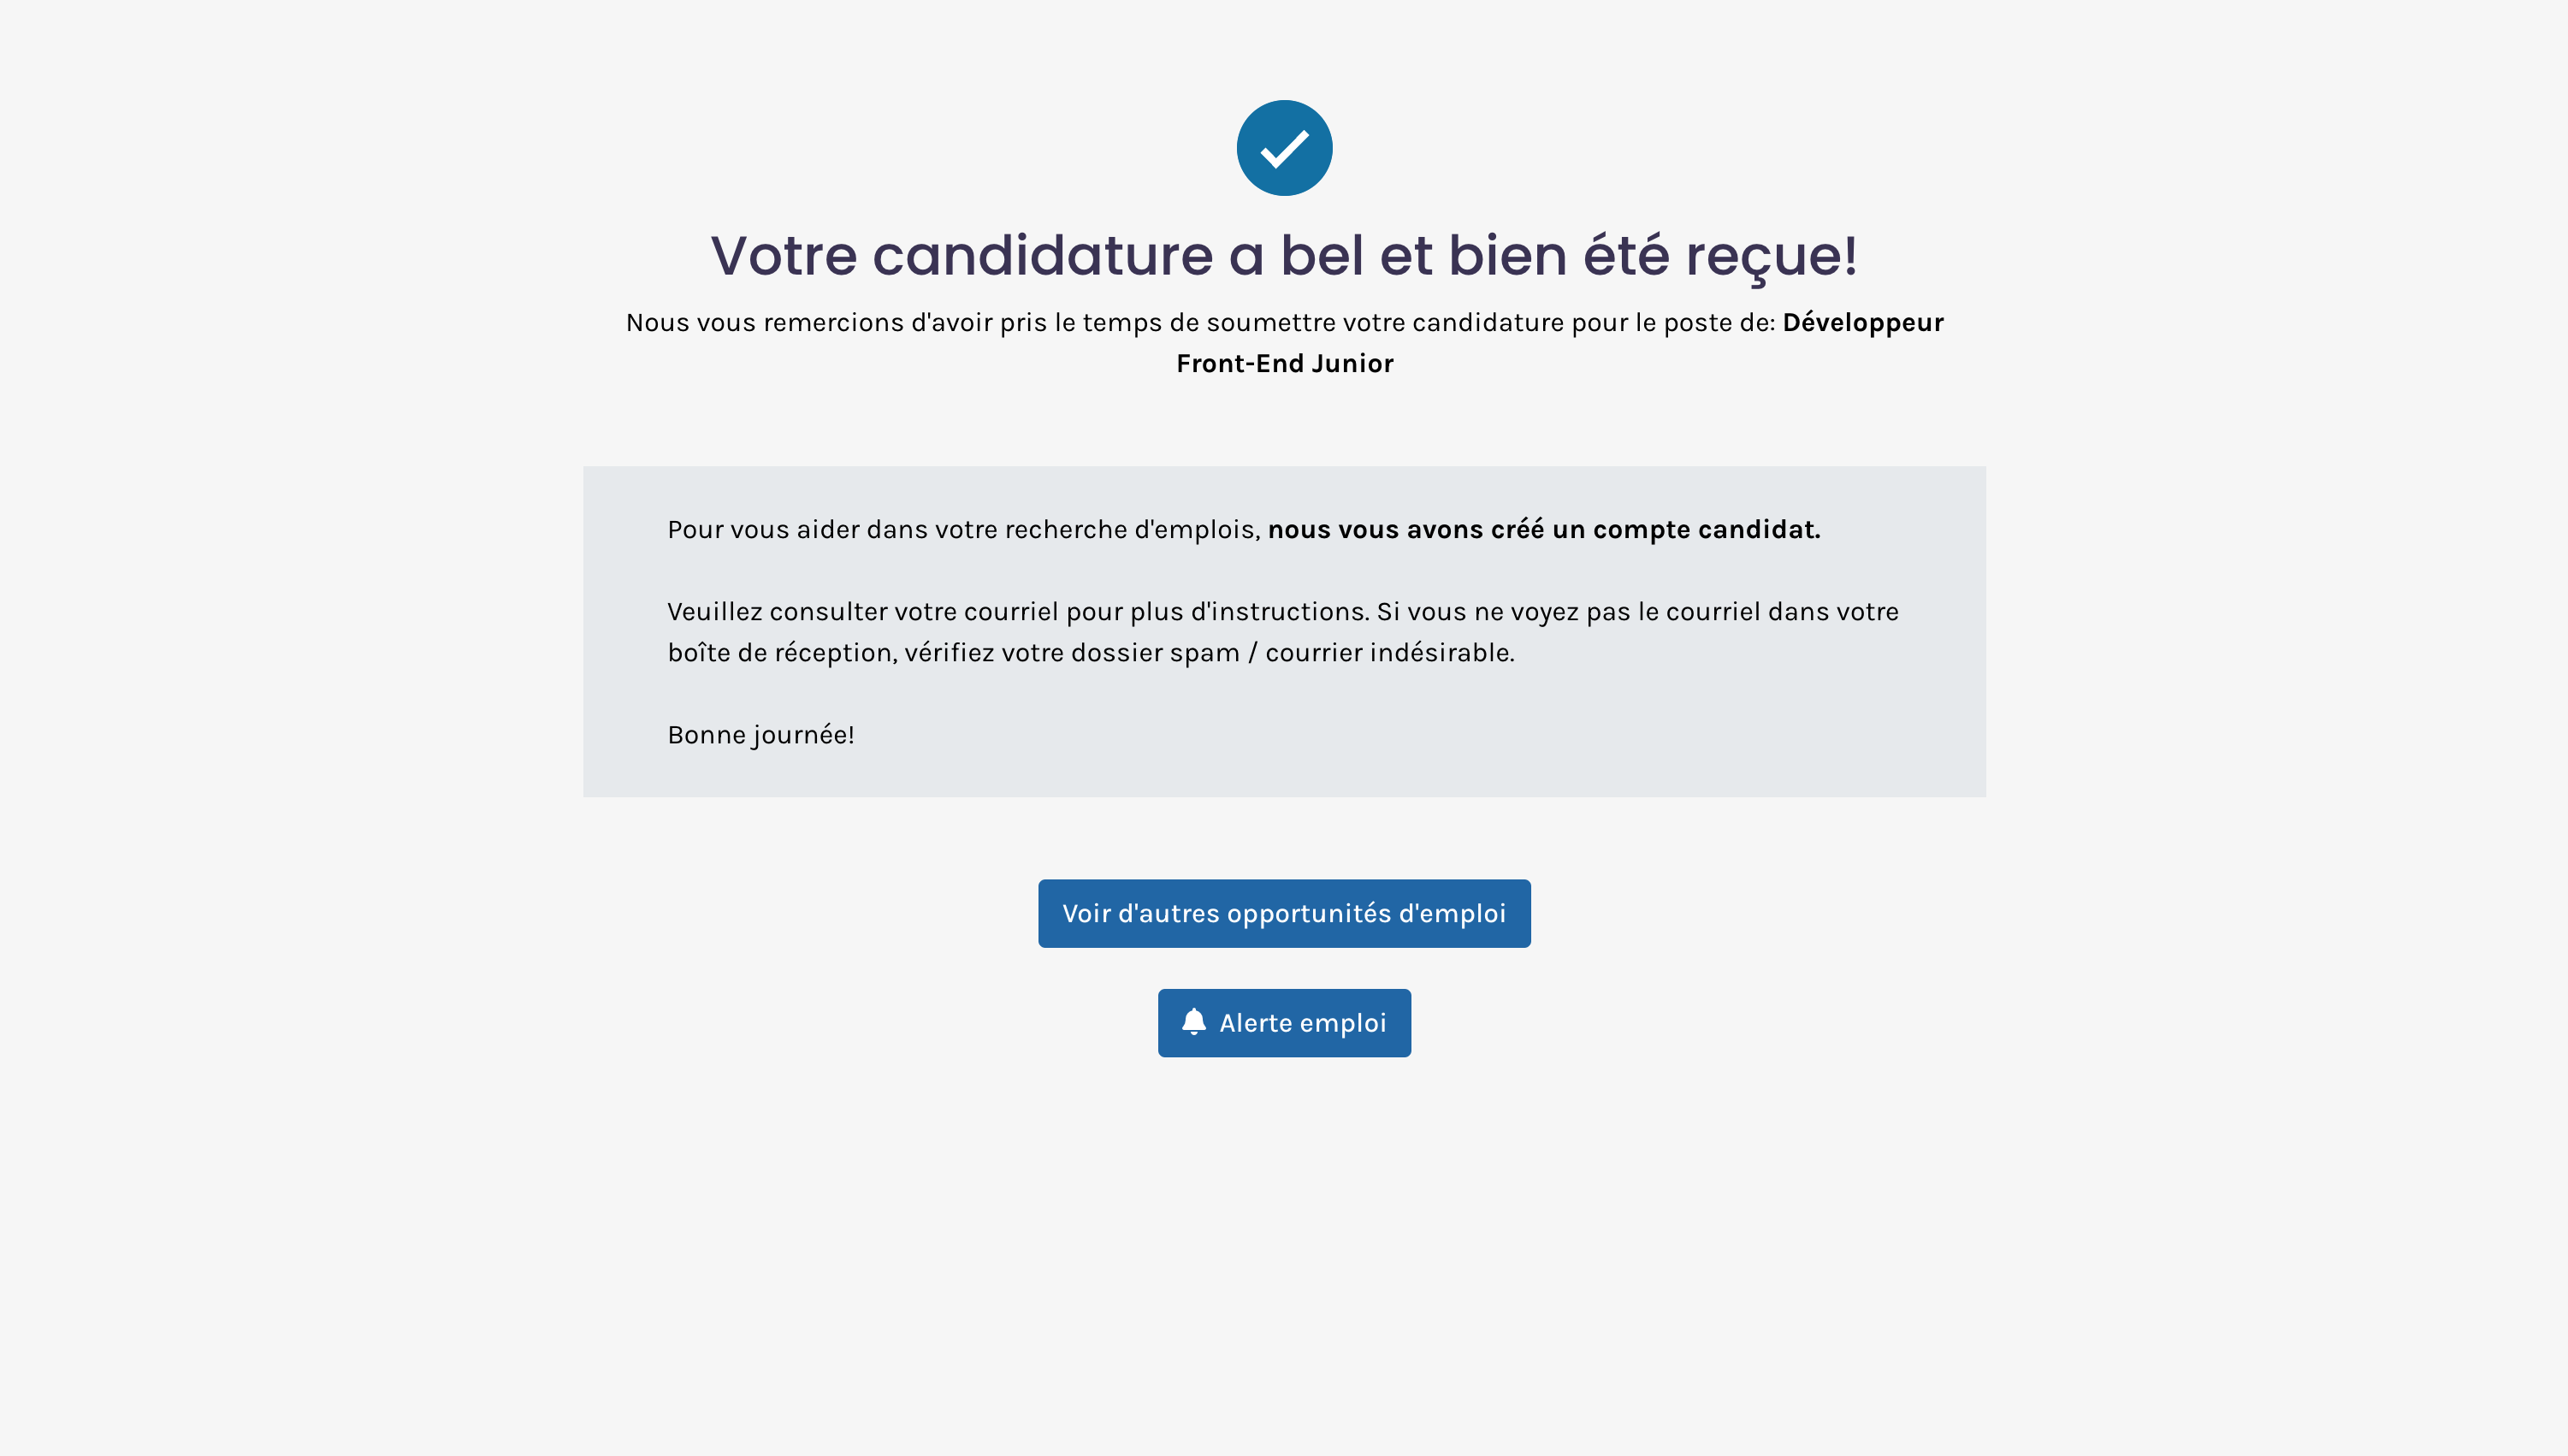 Votre candidature a bel et bien été reçue!
Nous vous remercions d'avoir pris le temps de soumettre votre candidature pour le poste de: Développeur
Front-End Junior
Pour vous aider dans votre recherche d'emplois, nous vous avons créé un compte candidat.
Veuillez consulter votre courriel pour plus d'instructions. Si vous ne voyez pas le courriel dans votre
boîte de réception, vérifiez votre dossier spam / courrier indésirable.
Bonne journée!
Voir d'autres opportunités d'emploi
Alerte emploi